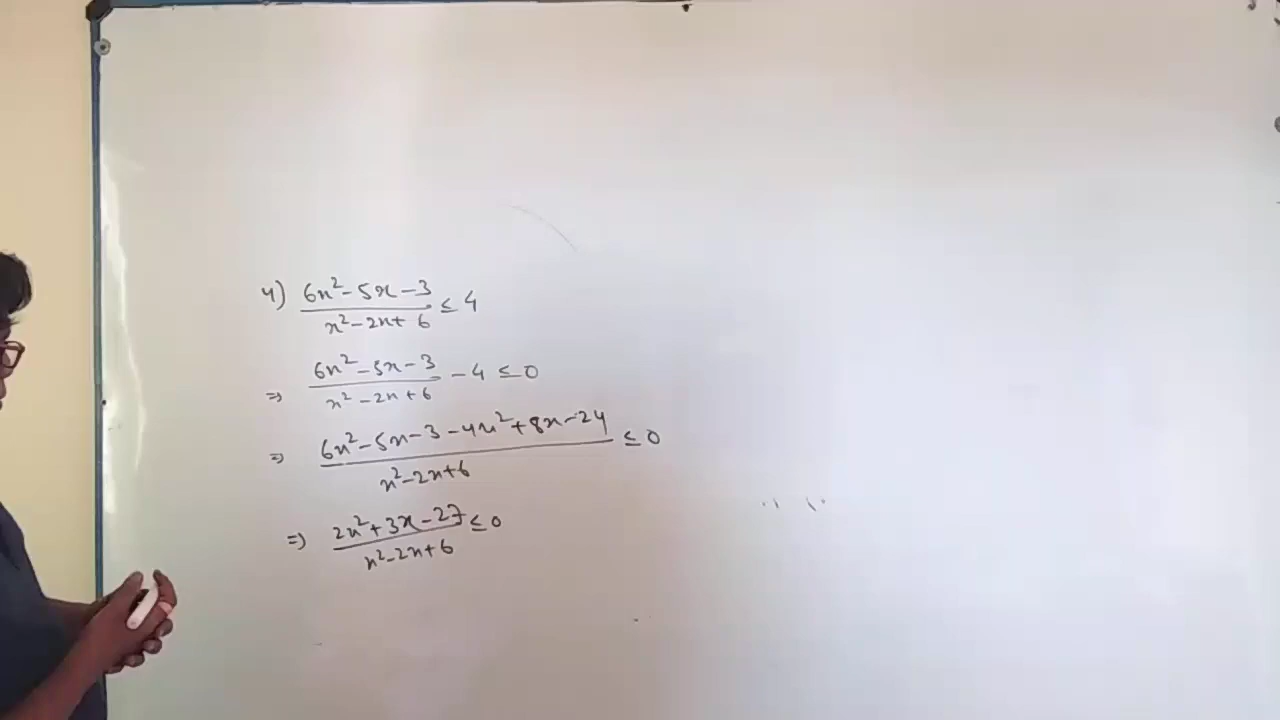 4) (6x² - 5x - 3)/(x² - 2x + 6) ≤ 4
⇒ (6x² - 5x - 3)/(x² - 2x + 6) - 4 ≤ 0
⇒ (6x² - 5x - 3 - 4x² + 8x - 24)/(x² - 2x + 6) ≤ 0
⇒ (2x² + 3x - 27)/(x² - 2x + 6) ≤ 0